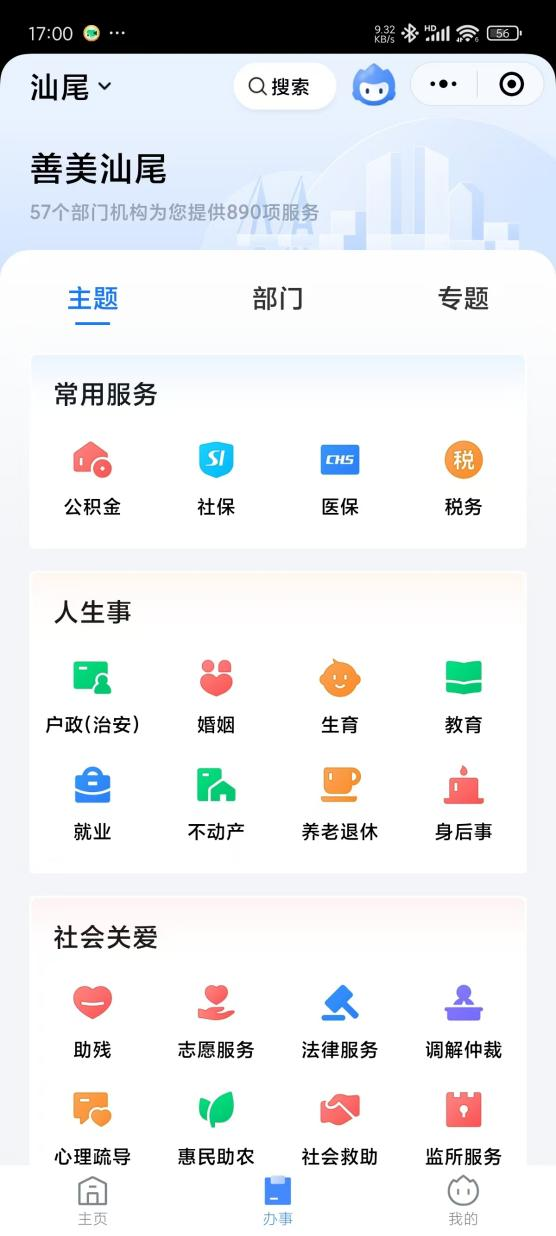 17:00 ··· 9.32 KB/s HD 6 56
汕尾 搜索
善美汕尾
57个部门机构为您提供890项服务
主题 部门 专题
常用服务
SI CHS 税
公积金 社保 医保 税务
人生事
户政(治安) 婚姻 生育 教育
就业 不动产 养老退休 身后事
社会关爱
助残 志愿服务 法律服务 调解仲裁
心理疏导 惠民助农 社会救助 监所服务
主页 办事 我的